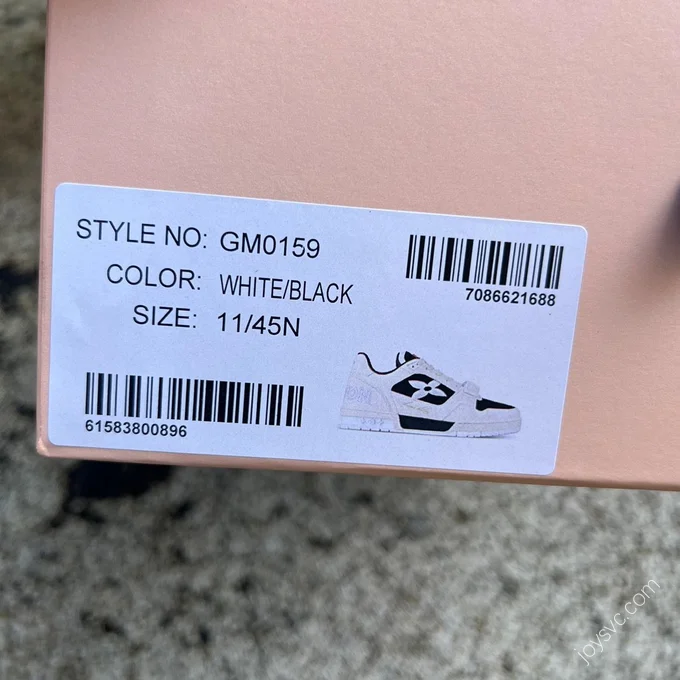 STYLE NO: GM0159
COLOR: WHITE/BLACK
SIZE: 11/45N
7086621688
61583800896
joysvc.com